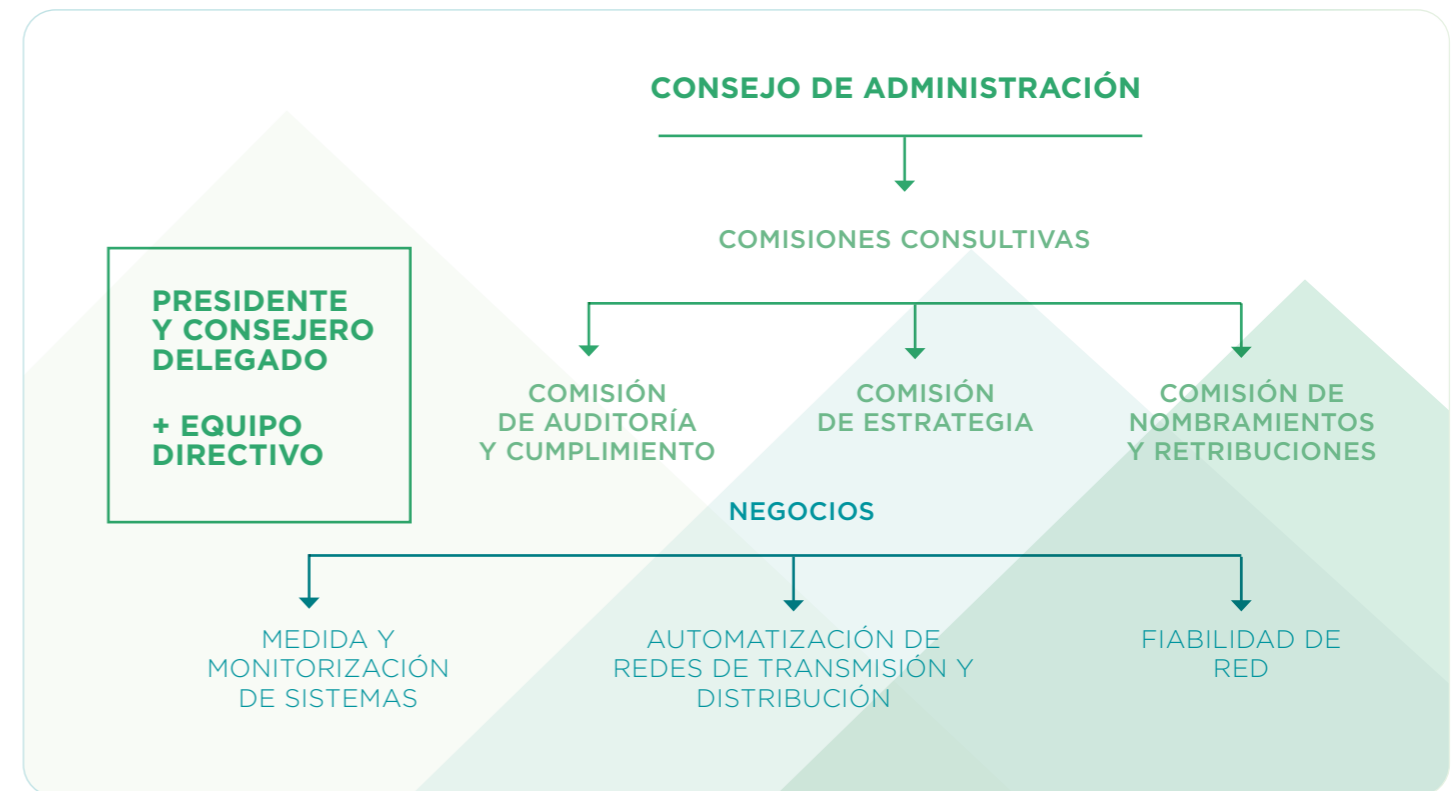 CONSEJO DE ADMINISTRACIÓN
COMISIONES CONSULTIVAS
PRESIDENTE
Y CONSEJERO
DELEGADO
+ EQUIPO
DIRECTIVO
COMISIÓN
DE AUDITORÍA
Y CUMPLIMIENTO
COMISIÓN
DE ESTRATEGIA
COMISIÓN DE
NOMBRAMIENTOS
Y RETRIBUCIONES
NEGOCIOS
MEDIDA Y
MONITORIZACIÓN
DE SISTEMAS
AUTOMATIZACIÓN DE
REDES DE TRANSMISIÓN Y
DISTRIBUCIÓN
FIABILIDAD DE
RED